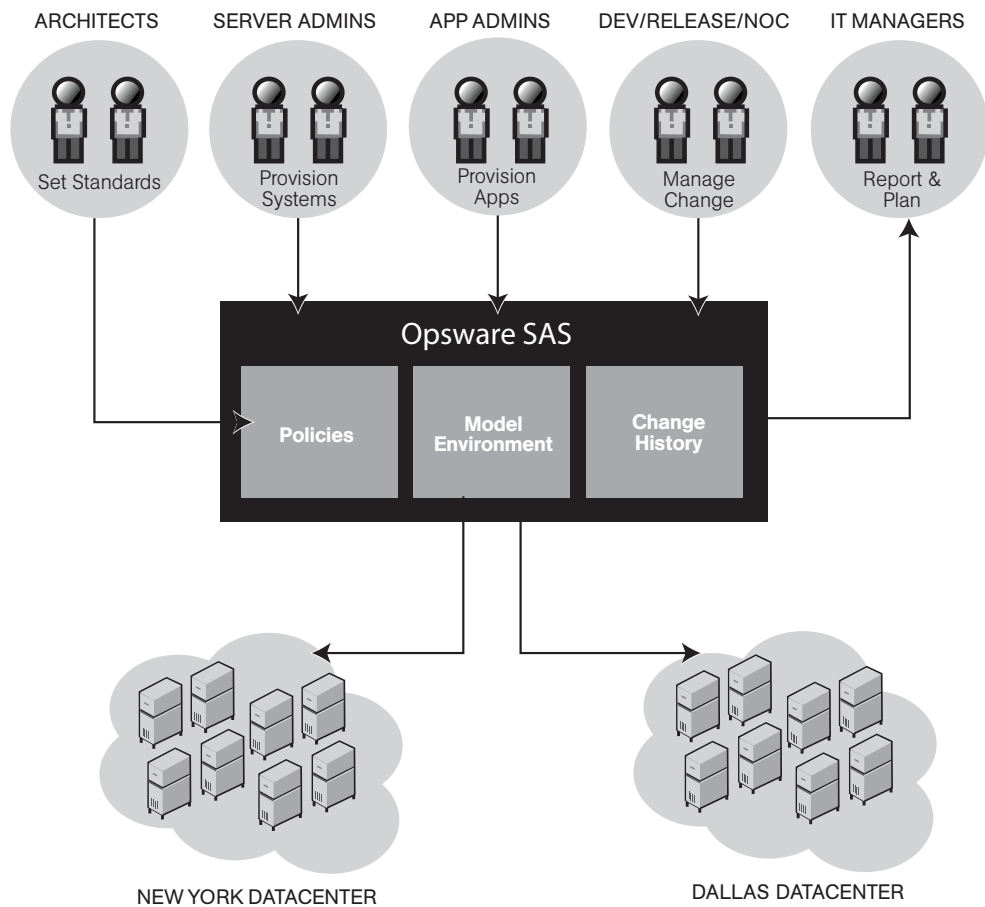 ARCHITECTS
SERVER ADMINS
APP ADMINS
DEV/RELEASE/NOC
IT MANAGERS
Set Standards
Provision
Systems
Provision
Apps
Manage
Change
Report &
Plan
Opsware SAS
Policies
Model
Environment
Change
History
NEW YORK DATACENTER
DALLAS DATACENTER